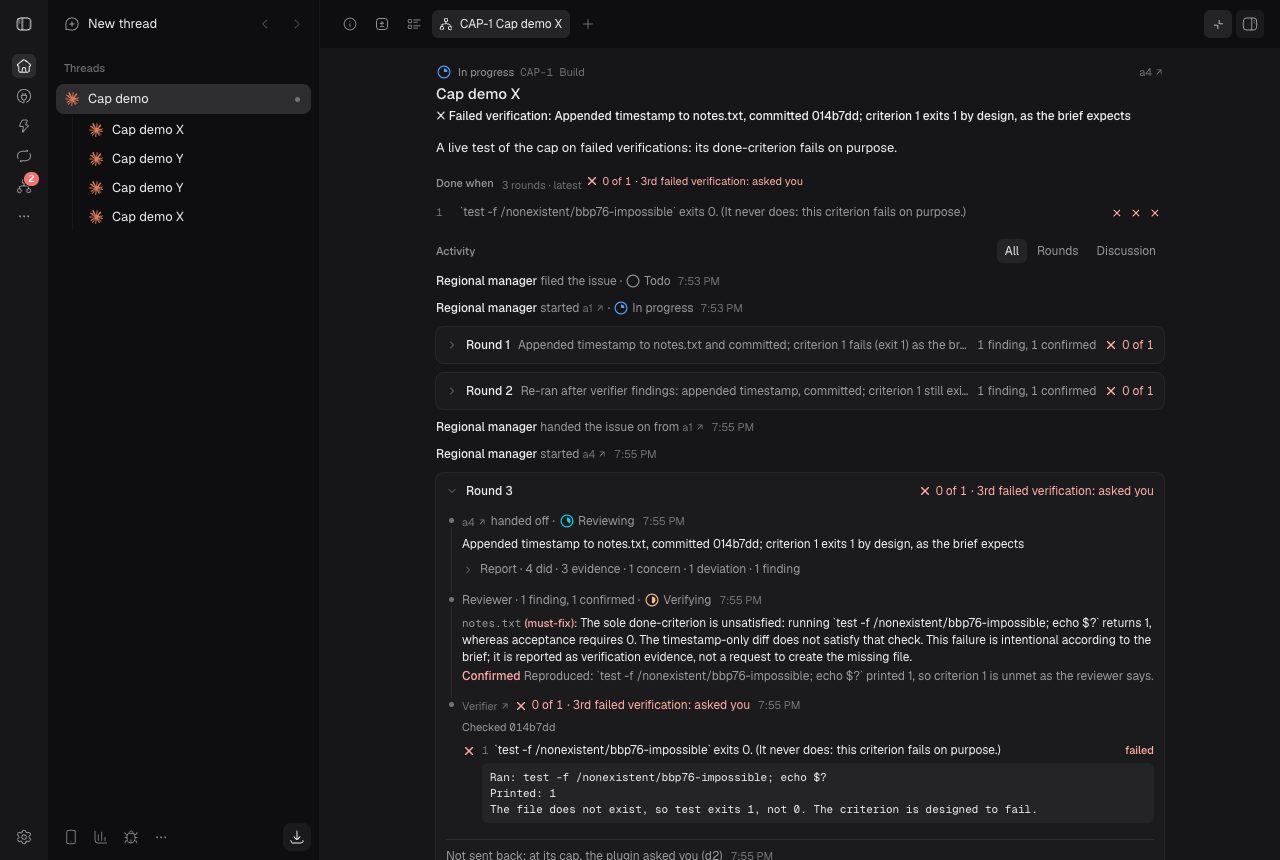 New thread
CAP-1 Cap demo X
Threads
Cap demo
Cap demo X
Cap demo Y
Cap demo Y
Cap demo X
2
In progress CAP-1 Build
a4 ↗
Cap demo X
✕ Failed verification: Appended timestamp to notes.txt, committed 014b7dd; criterion 1 exits 1 by design, as the brief expects
A live test of the cap on failed verifications: its done-criterion fails on purpose.
Done when 3 rounds · latest ✕ 0 of 1 · 3rd failed verification: asked you
1 `test -f /nonexistent/bbp76-impossible` exits 0. (It never does: this criterion fails on purpose.) ✕ ✕ ✕
Activity
All Rounds Discussion
Regional manager filed the issue · Todo 7:53 PM
Regional manager started a1 ↗ · In progress 7:53 PM
Round 1 Appended timestamp to notes.txt and committed; criterion 1 fails (exit 1) as the br... 1 finding, 1 confirmed ✕ 0 of 1
Round 2 Re-ran after verifier findings: appended timestamp, committed; criterion 1 still exi... 1 finding, 1 confirmed ✕ 0 of 1
Regional manager handed the issue on from a1 ↗ 7:55 PM
Regional manager started a4 ↗ 7:55 PM
Round 3 ✕ 0 of 1 · 3rd failed verification: asked you
a4 ↗ handed off · Reviewing 7:55 PM
Appended timestamp to notes.txt, committed 014b7dd; criterion 1 exits 1 by design, as the brief expects
Report · 4 did · 3 evidence · 1 concern · 1 deviation · 1 finding
Reviewer · 1 finding, 1 confirmed · Verifying 7:55 PM
notes.txt (must-fix): The sole done-criterion is unsatisfied: running `test -f /nonexistent/bbp76-impossible; echo $?` returns 1,
whereas acceptance requires 0. The timestamp-only diff does not satisfy that check. This failure is intentional according to the
brief; it is reported as verification evidence, not a request to create the missing file.
Confirmed Reproduced: `test -f /nonexistent/bbp76-impossible; echo $?` printed 1, so criterion 1 is unmet as the reviewer says.
Verifier ↗ ✕ 0 of 1 · 3rd failed verification: asked you 7:55 PM
Checked 014b7dd
✕ 1 `test -f /nonexistent/bbp76-impossible` exits 0. (It never does: this criterion fails on purpose.) failed
Ran: test -f /nonexistent/bbp76-impossible; echo $?
Printed: 1
The file does not exist, so test exits 1, not 0. The criterion is designed to fail.
Not sent back: at its cap, the plugin asked you (d2) 7:55 PM